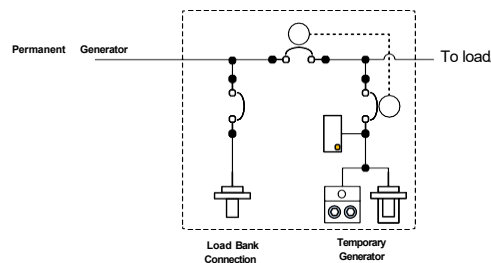 Permanent Generator
To load
Load Bank
Connection
Temporary
Generator